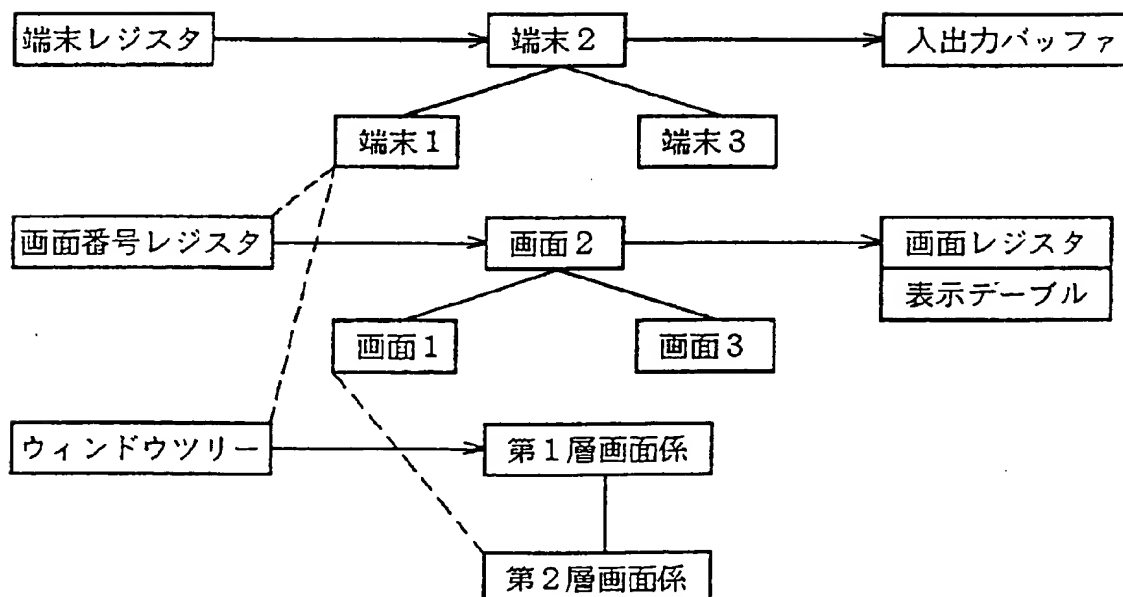 端末レジスタ
端末2
入出力バッファ
端末1
端末3
画面番号レジスタ
画面2
画面レジスタ
表示デーブル
画面1
画面3
ウィンドウツリー
第1層画面係
第2層画面係